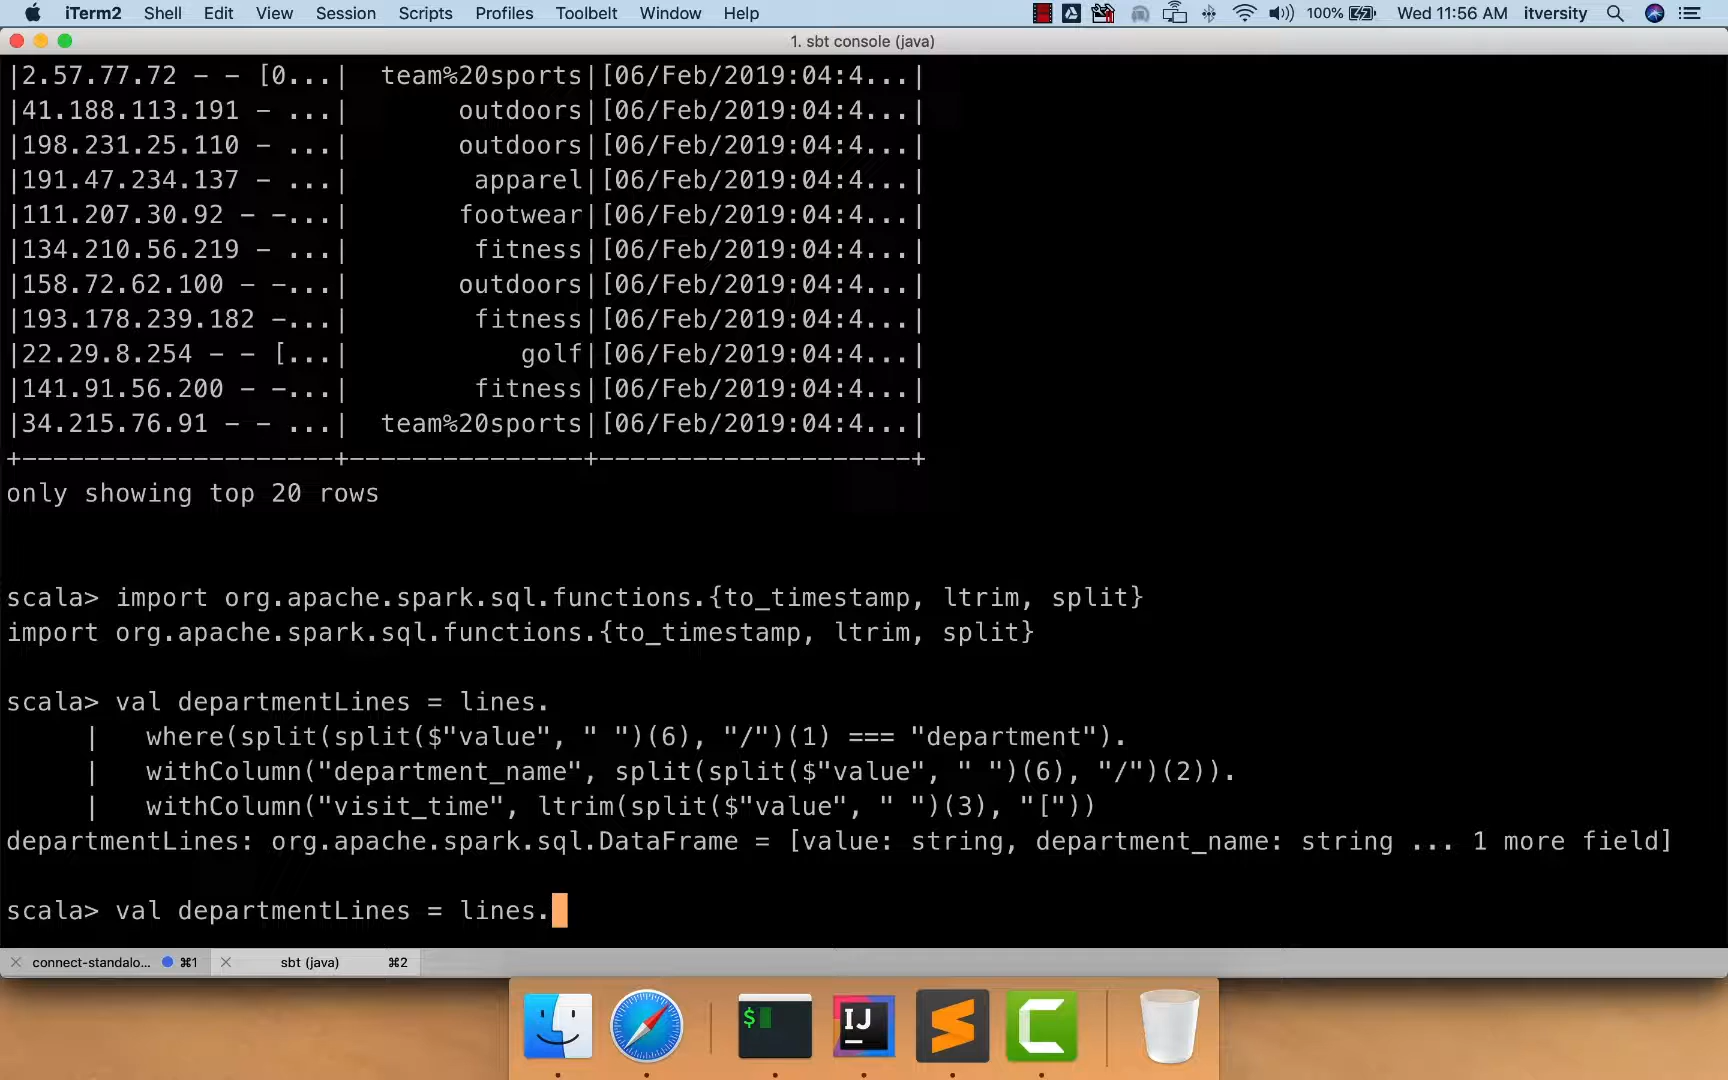 iTerm2 Shell Edit View Session Scripts Profiles Toolbelt Window Help 100% Wed 11:56 AM itversity
1. sbt console (java)
|2.57.77.72 - - [0...|  team%20sports|[06/Feb/2019:04:4...|
|41.188.113.191 - ...|       outdoors|[06/Feb/2019:04:4...|
|198.231.25.110 - ...|       outdoors|[06/Feb/2019:04:4...|
|191.47.234.137 - ...|        apparel|[06/Feb/2019:04:4...|
|111.207.30.92 - -...|       footwear|[06/Feb/2019:04:4...|
|134.210.56.219 - ...|        fitness|[06/Feb/2019:04:4...|
|158.72.62.100 - -...|       outdoors|[06/Feb/2019:04:4...|
|193.178.239.182 -...|        fitness|[06/Feb/2019:04:4...|
|22.29.8.254 - - [...|           golf|[06/Feb/2019:04:4...|
|141.91.56.200 - -...|        fitness|[06/Feb/2019:04:4...|
|34.215.76.91 - - ...|  team%20sports|[06/Feb/2019:04:4...|
+--------------------+---------------+--------------------+
only showing top 20 rows
scala> import org.apache.spark.sql.functions.{to_timestamp, ltrim, split}
import org.apache.spark.sql.functions.{to_timestamp, ltrim, split}
scala> val departmentLines = lines.
     |   where(split(split($"value", " ")(6), "/")(1) === "department").
     |   withColumn("department_name", split(split($"value", " ")(6), "/")(2)).
     |   withColumn("visit_time", ltrim(split($"value", " ")(3), "["))
departmentLines: org.apache.spark.sql.DataFrame = [value: string, department_name: string ... 1 more field]
scala> val departmentLines = lines.
connect-standalo... ⌘1 sbt (java) ⌘2
$ IJ